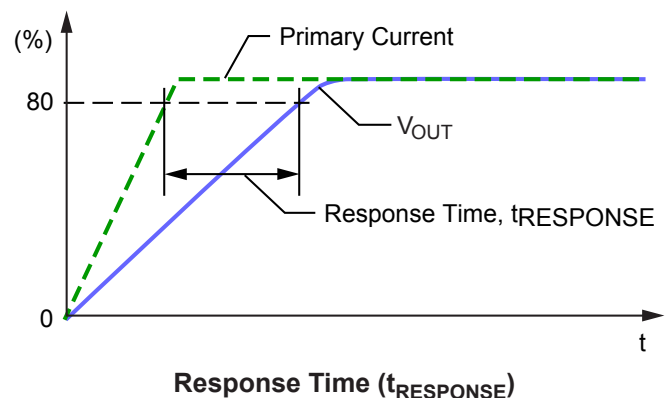 (%)
Primary Current
80
VOUT
Response Time, tRESPONSE
0
t
Response Time (tRESPONSE)